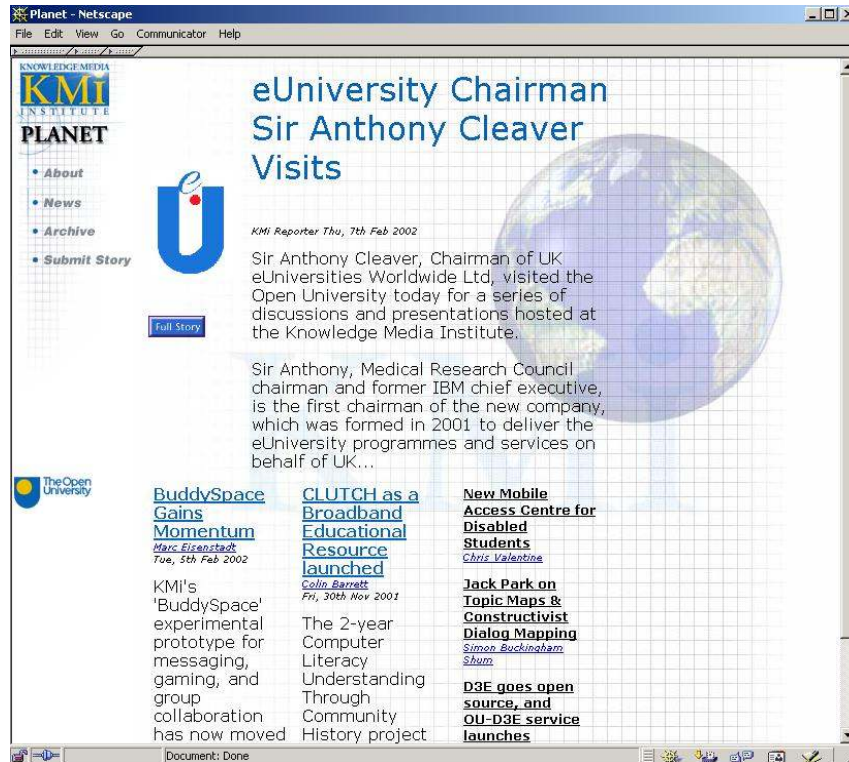 Planet - Netscape
File Edit View Go Communicator Help
KNOWLEDGE MEDIA
KMi
INSTITUTE
PLANET
About
News
Archive
Submit Story
eUniversity Chairman
Sir Anthony Cleaver
Visits
KMi Reporter Thu, 7th Feb 2002
Sir Anthony Cleaver, Chairman of UK
eUniversities Worldwide Ltd, visited the
Open University today for a series of
discussions and presentations hosted at
the Knowledge Media Institute.
Full Story
Sir Anthony, Medical Research Council
chairman and former IBM chief executive,
is the first chairman of the new company,
which was formed in 2001 to deliver the
eUniversity programmes and services on
behalf of UK...
The Open
University
BuddySpace
Gains
Momentum
Marc Eisenstadt
Tue, 5th Feb 2002
KMi's
'BuddySpace'
experimental
prototype for
messaging,
gaming, and
group
collaboration
has now moved
CLUTCH as a
Broadband
Educational
Resource
launched
Colin Barrett
Fri, 30th Nov 2001
The 2-year
Computer
Literacy
Understanding
Through
Community
History project
New Mobile
Access Centre for
Disabled
Students
Chris Valentine
Jack Park on
Topic Maps &
Constructivist
Dialog Mapping
Simon Buckingham
Shum
D3E goes open
source, and
OU-D3E service
launches
KMi
Document: Done